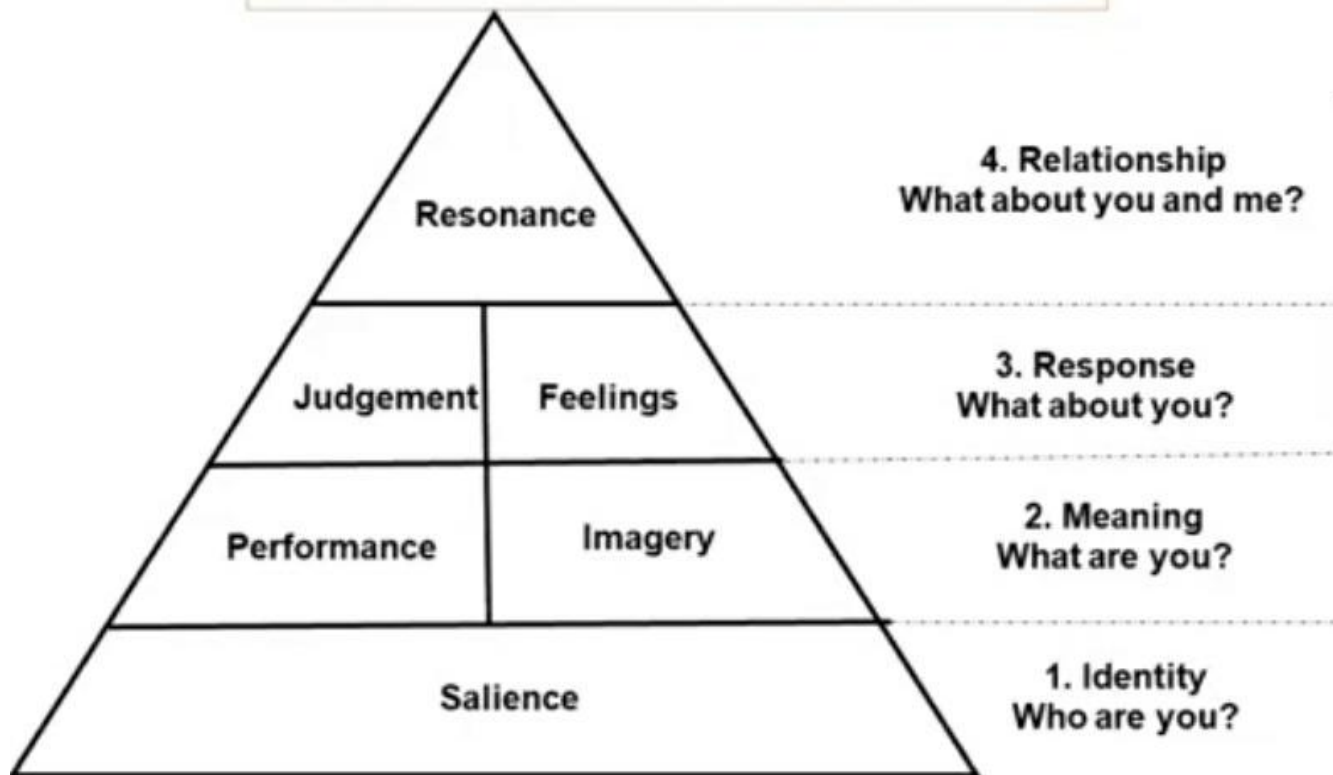 Resonance
4. Relationship
What about you and me?
Judgement
Feelings
3. Response
What about you?
Performance
Imagery
2. Meaning
What are you?
Salience
1. Identity
Who are you?